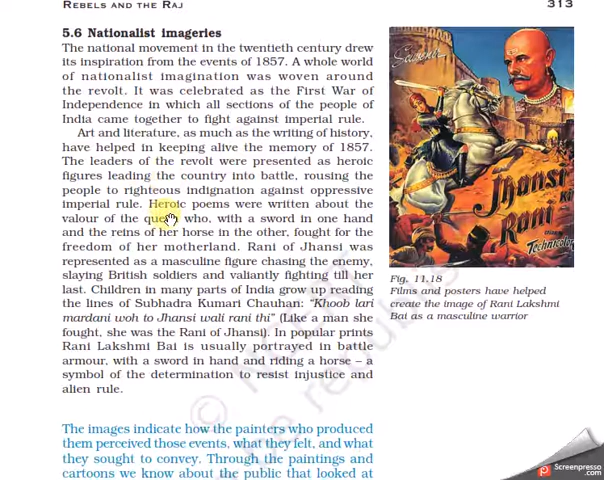 REBELS AND THE RAJ
313
5.6 Nationalist imageries
The national movement in the twentieth century drew
its inspiration from the events of 1857. A whole world
of nationalist imagination was woven around
the revolt. It was celebrated as the First War of
Independence in which all sections of the people of
India came together to fight against imperial rule.
Art and literature, as much as the writing of history,
have helped in keeping alive the memory of 1857.
The leaders of the revolt were presented as heroic
figures leading the country into battle, rousing the
people to righteous indignation against oppressive
imperial rule. Heroic poems were written about the
valour of the queen who, with a sword in one hand
and the reins of her horse in the other, fought for the
freedom of her motherland. Rani of Jhansi was
represented as a masculine figure chasing the enemy,
slaying British soldiers and valiantly fighting till her
last. Children in many parts of India grow up reading
the lines of Subhadra Kumari Chauhan: “Khoob lari
mardani woh to Jhansi wali rani thi” (Like a man she
fought, she was the Rani of Jhansi). In popular prints
Rani Lakshmi Bai is usually portrayed in battle
armour, with a sword in hand and riding a horse – a
symbol of the determination to resist injustice and
alien rule.
The images indicate how the painters who produced
them perceived those events, what they felt, and what
they sought to convey. Through the paintings and
cartoons we know about the public that looked at
Souvenir
Jhansi
Ki
Rani
Technicolor
Fig. 11.18
Films and posters have helped
create the image of Rani Lakshmi
Bai as a masculine warrior
Screenpresso